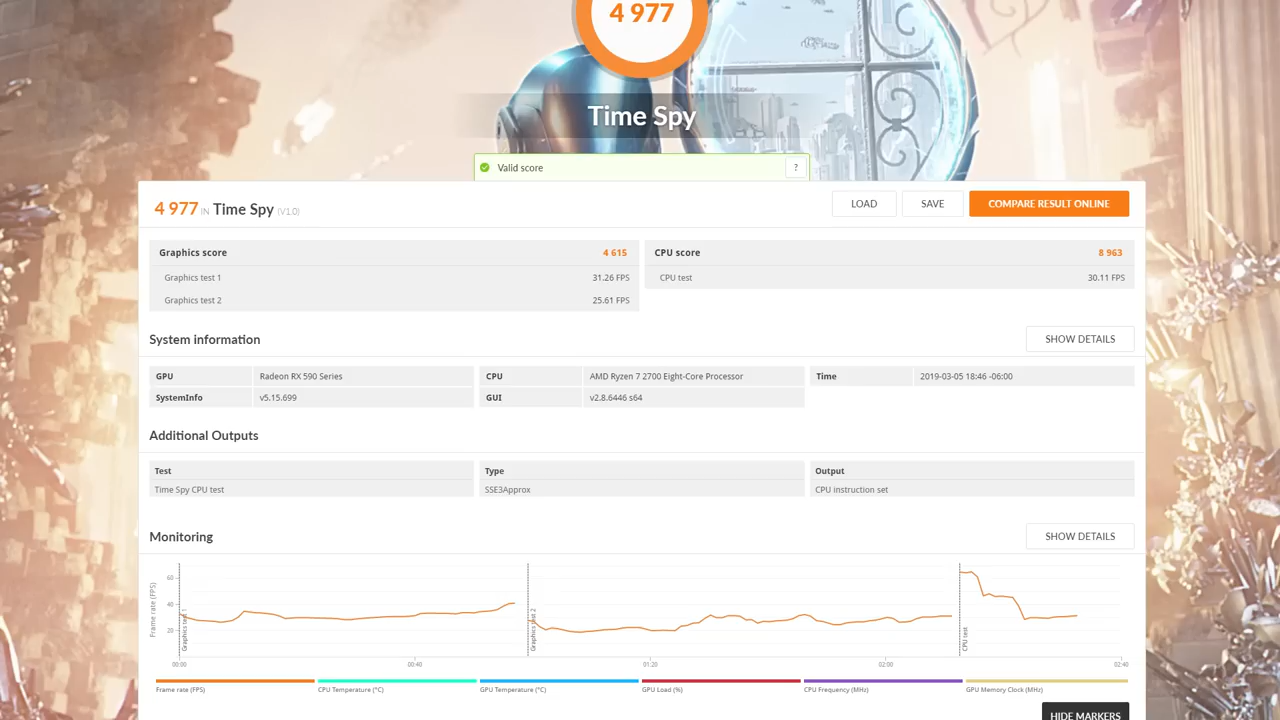 4 977
Time Spy
Valid score
?
4 977 IN Time Spy (V1.0)
LOAD
SAVE
COMPARE RESULT ONLINE
Graphics score 4 615
Graphics test 1 31.26 FPS
Graphics test 2 25.61 FPS
CPU score 8 963
CPU test 30.11 FPS
System information
SHOW DETAILS
GPU Radeon RX 590 Series
SystemInfo v5.15.699
CPU AMD Ryzen 7 2700 Eight-Core Processor
GUI v2.8.6446 s64
Time 2019-03-05 18:46 -06:00
Additional Outputs
Test
Time Spy CPU test
Type
SSE3Approx
Output
CPU instruction set
Monitoring
SHOW DETAILS
Frame rate (FPS)
60
40
20
Graphics test 1
Graphics test 2
CPU test
00:00
00:40
01:20
02:00
02:40
Frame rate (FPS)
CPU Temperature (°C)
GPU Temperature (°C)
GPU Load (%)
CPU Frequency (MHz)
GPU Memory Clock (MHz)
HIDE MARKERS